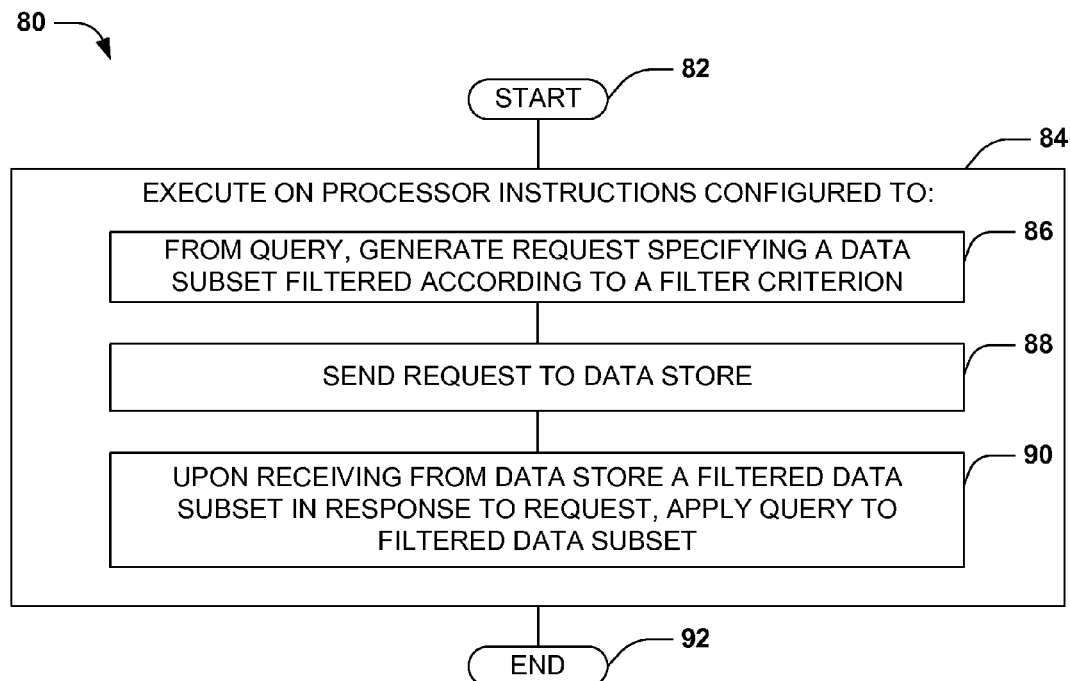 80
82
START
84
EXECUTE ON PROCESSOR INSTRUCTIONS CONFIGURED TO:
86
FROM QUERY, GENERATE REQUEST SPECIFYING A DATA
SUBSET FILTERED ACCORDING TO A FILTER CRITERION
88
SEND REQUEST TO DATA STORE
90
UPON RECEIVING FROM DATA STORE A FILTERED DATA
SUBSET IN RESPONSE TO REQUEST, APPLY QUERY TO
FILTERED DATA SUBSET
92
END